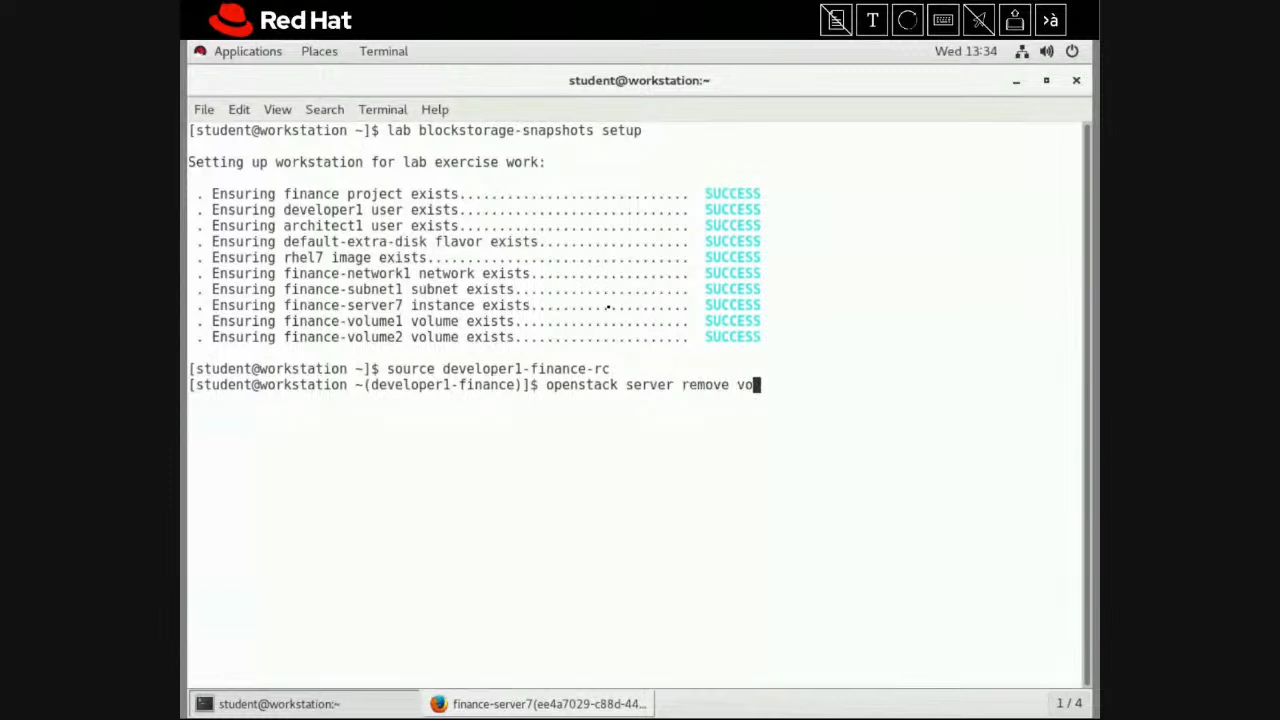 Red Hat
T
›à
Applications Places Terminal Wed 13:34
student@workstation:~
File Edit View Search Terminal Help
[student@workstation ~]$ lab blockstorage-snapshots setup
Setting up workstation for lab exercise work:
. Ensuring finance project exists............................. SUCCESS
. Ensuring developer1 user exists............................. SUCCESS
. Ensuring architect1 user exists............................. SUCCESS
. Ensuring default-extra-disk flavor exists................... SUCCESS
. Ensuring rhel7 image exists................................. SUCCESS
. Ensuring finance-network1 network exists.................... SUCCESS
. Ensuring finance-subnet1 subnet exists...................... SUCCESS
. Ensuring finance-server7 instance exists.................... SUCCESS
. Ensuring finance-volume1 volume exists...................... SUCCESS
. Ensuring finance-volume2 volume exists...................... SUCCESS
[student@workstation ~]$ source developer1-finance-rc
[student@workstation ~(developer1-finance)]$ openstack server remove vo
student@workstation:~ finance-server7(ee4a7029-c88d-44... 1 / 4